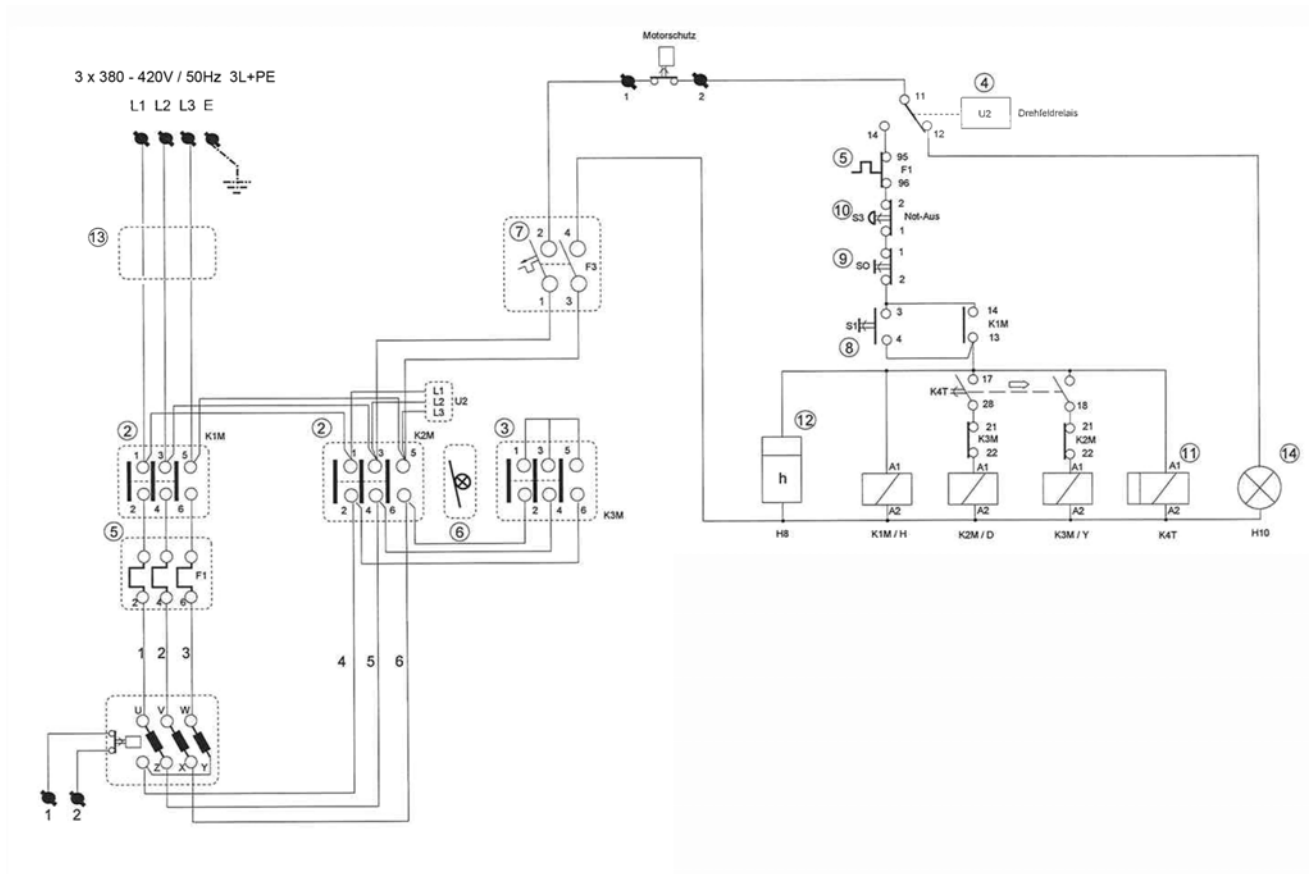 Motorschutz
3 x 380 - 420V / 50Hz 3L+PE
L1 L2 L3 E
1 2
11
4
U2 Drehfeldrelais
12
14
5
95
F1
96
10
2
S3 Not-Aus
1
9
1
SO
2
13
7
2 4
F3
1 3
3
14
S1
K1M
4
13
8
L1
L2 U2
L3
K4T
17
28
18
2
1 3 5
K1M
2
1 3 5
K2M
3
1 3 5
12
21
K3M
22
21
K2M
22
h
A1
A1
A1
A1
11
14
2 4 6
2 4 6
6
2 4 6
K3M
A2
A2
A2
A2
H8 K1M / H K2M / D K3M / Y K4T H10
5
F1
2 4 6
1 2 3
4 5 6
U V W
Z X Y
1 2